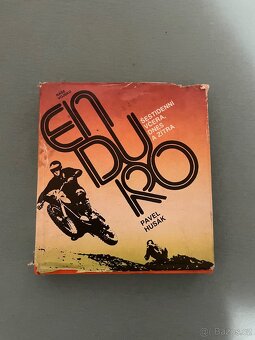 EN
DU
RO
ŠESTIDENNÍ
VČERA,
DNES
A ZÍTRA
PAVEL
HUSÁK